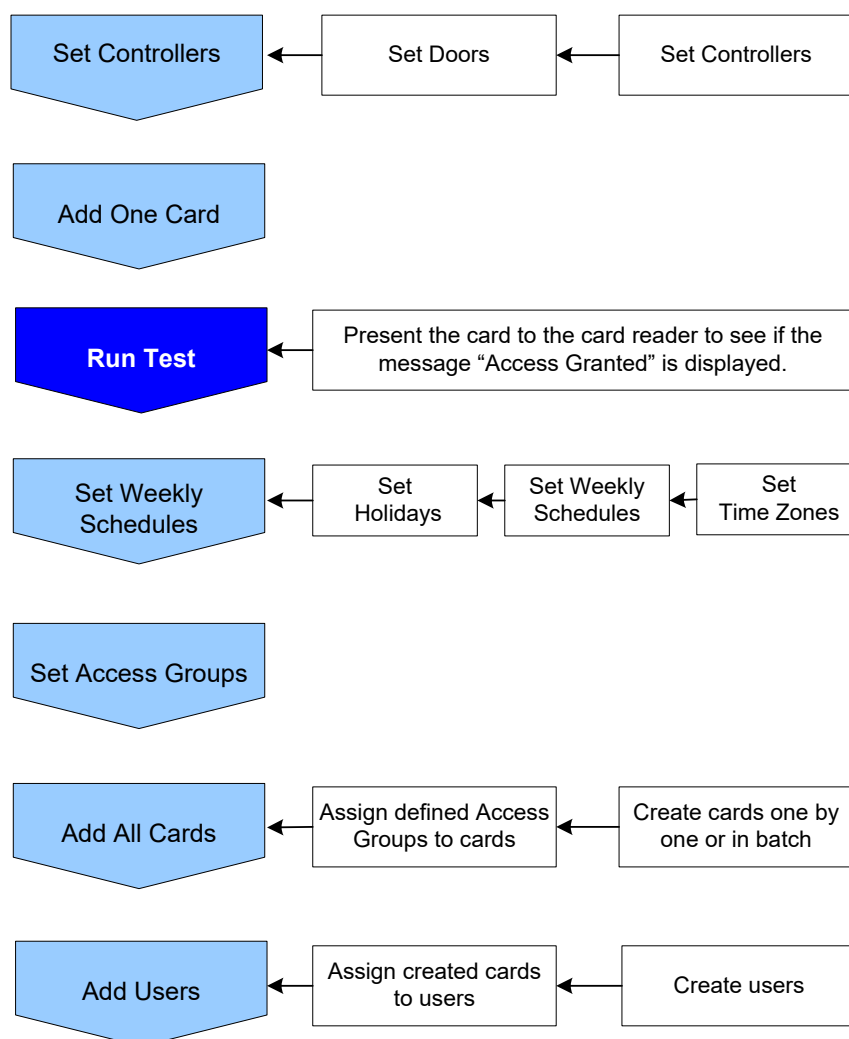 Set Controllers
Set Doors
Set Controllers
Add One Card
Run Test
Present the card to the card reader to see if the
message “Access Granted” is displayed.
Set Weekly
Schedules
Set
Holidays
Set Weekly
Schedules
Set
Time Zones
Set Access Groups
Add All Cards
Assign defined Access
Groups to cards
Create cards one by
one or in batch
Add Users
Assign created cards
to users
Create users